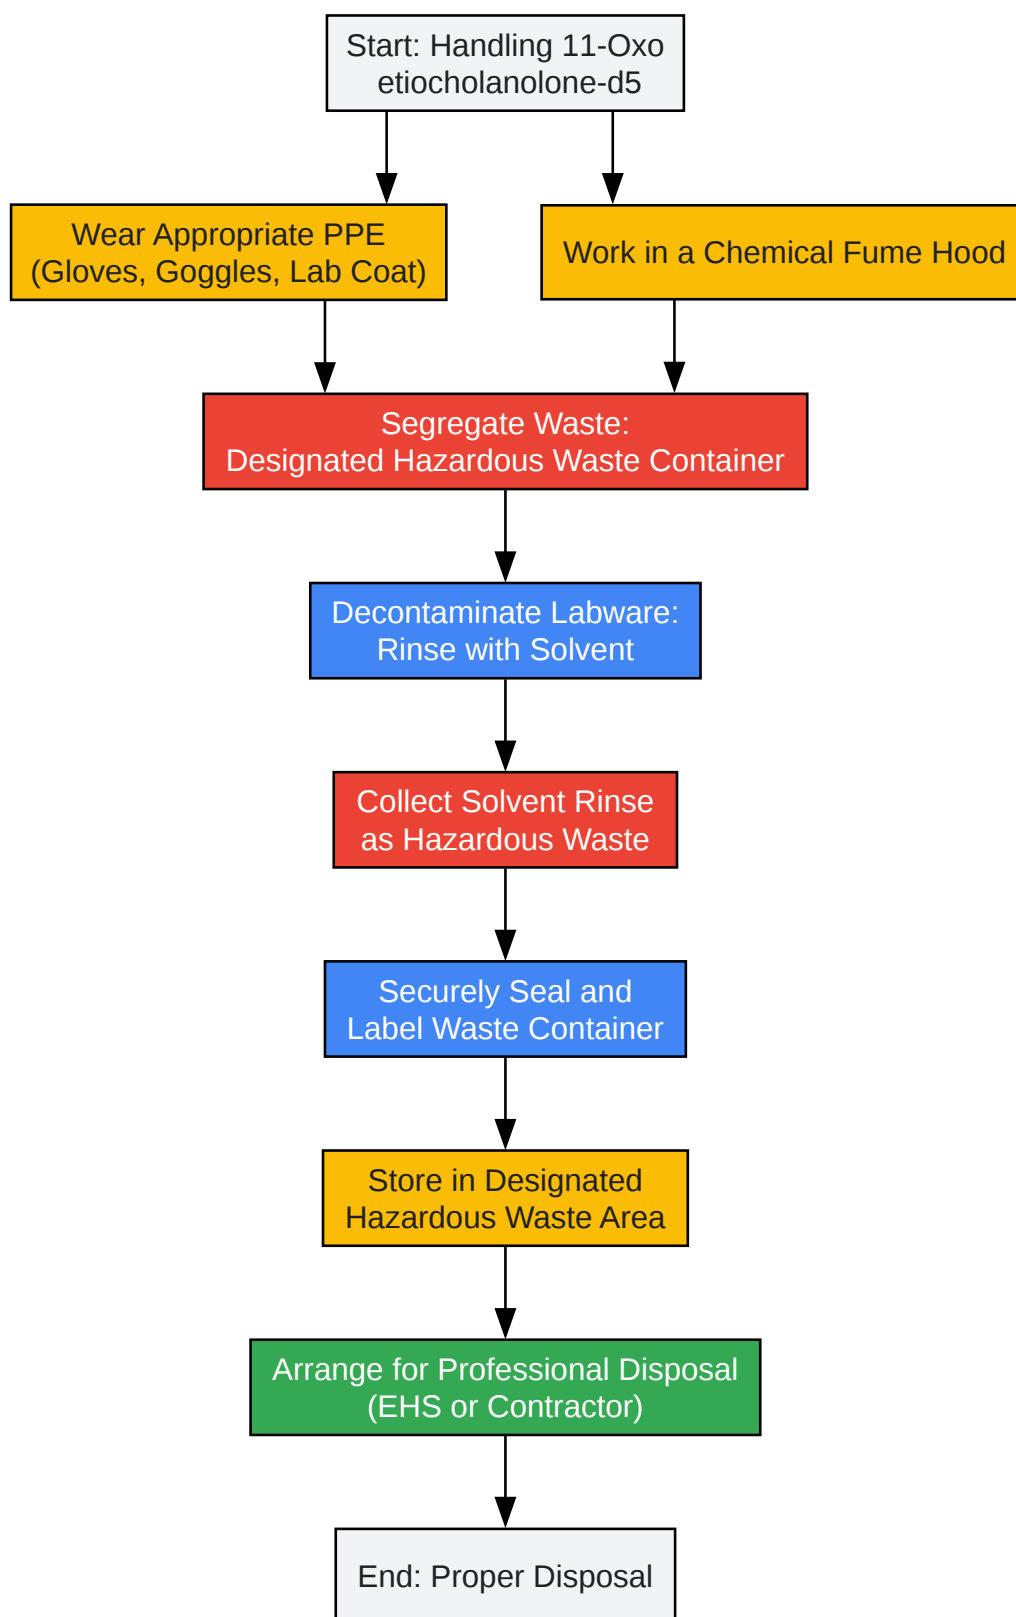 Start: Handling 11-Oxo
etiocholanolone-d5
Wear Appropriate PPE
(Gloves, Goggles, Lab Coat)
Work in a Chemical Fume Hood
Segregate Waste:
Designated Hazardous Waste Container
Decontaminate Labware:
Rinse with Solvent
Collect Solvent Rinse
as Hazardous Waste
Securely Seal and
Label Waste Container
Store in Designated
Hazardous Waste Area
Arrange for Professional Disposal
(EHS or Contractor)
End: Proper Disposal